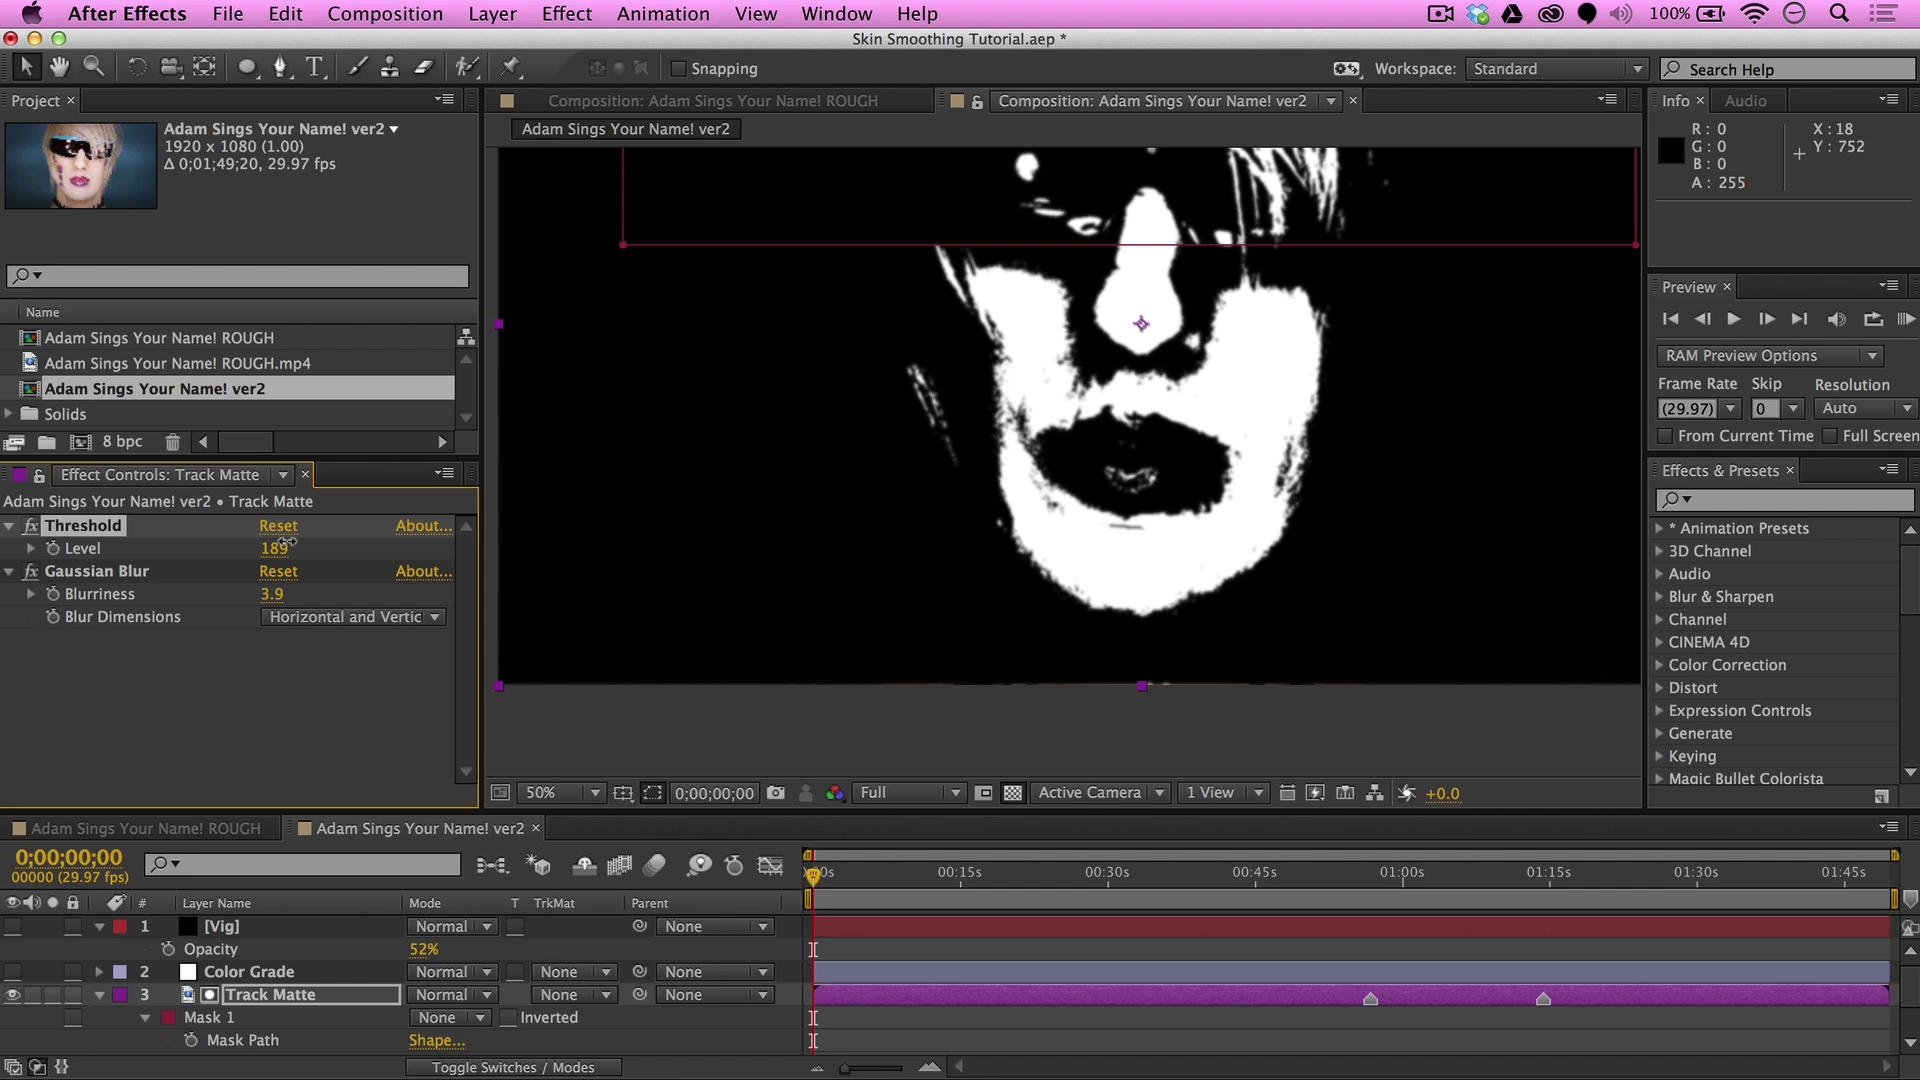 After Effects File Edit Composition Layer Effect Animation View Window Help 100%
Skin Smoothing Tutorial.aep *
Snapping Workspace: Standard Search Help
Project × Composition: Adam Sings Your Name! ROUGH Composition: Adam Sings Your Name! ver2 × Info × Audio
Adam Sings Your Name! ver2
1920 x 1080 (1.00)
Δ 0;01;49;20, 29.97 fps
Adam Sings Your Name! ver2
R: 0
G: 0
B: 0
A: 255
X: 18
Y: 752
Name
Adam Sings Your Name! ROUGH
Adam Sings Your Name! ROUGH.mp4
Adam Sings Your Name! ver2
Solids
8 bpc
Preview ×
RAM Preview Options
Frame Rate Skip Resolution
(29.97) 0 Auto
From Current Time Full Screen
Effect Controls: Track Matte ×
Adam Sings Your Name! ver2 • Track Matte
fx Threshold Reset About...
Level 189
fx Gaussian Blur Reset About...
Blurriness 3.9
Blur Dimensions Horizontal and Vertic
Effects & Presets ×
* Animation Presets
3D Channel
Audio
Blur & Sharpen
Channel
CINEMA 4D
Color Correction
Distort
Expression Controls
Generate
Keying
Magic Bullet Colorista
50% 0;00;00;00 Full Active Camera 1 View +0.0
Adam Sings Your Name! ROUGH Adam Sings Your Name! ver2 ×
0;00;00;00
00000 (29.97 fps)
00s 00:15s 00:30s 00:45s 01:00s 01:15s 01:30s 01:45s
# Layer Name Mode T TrkMat Parent
1 [Vig] Normal None
Opacity 52%
2 Color Grade Normal None None
3 Track Matte Normal None None
Mask 1 None Inverted
Mask Path Shape...
Toggle Switches / Modes